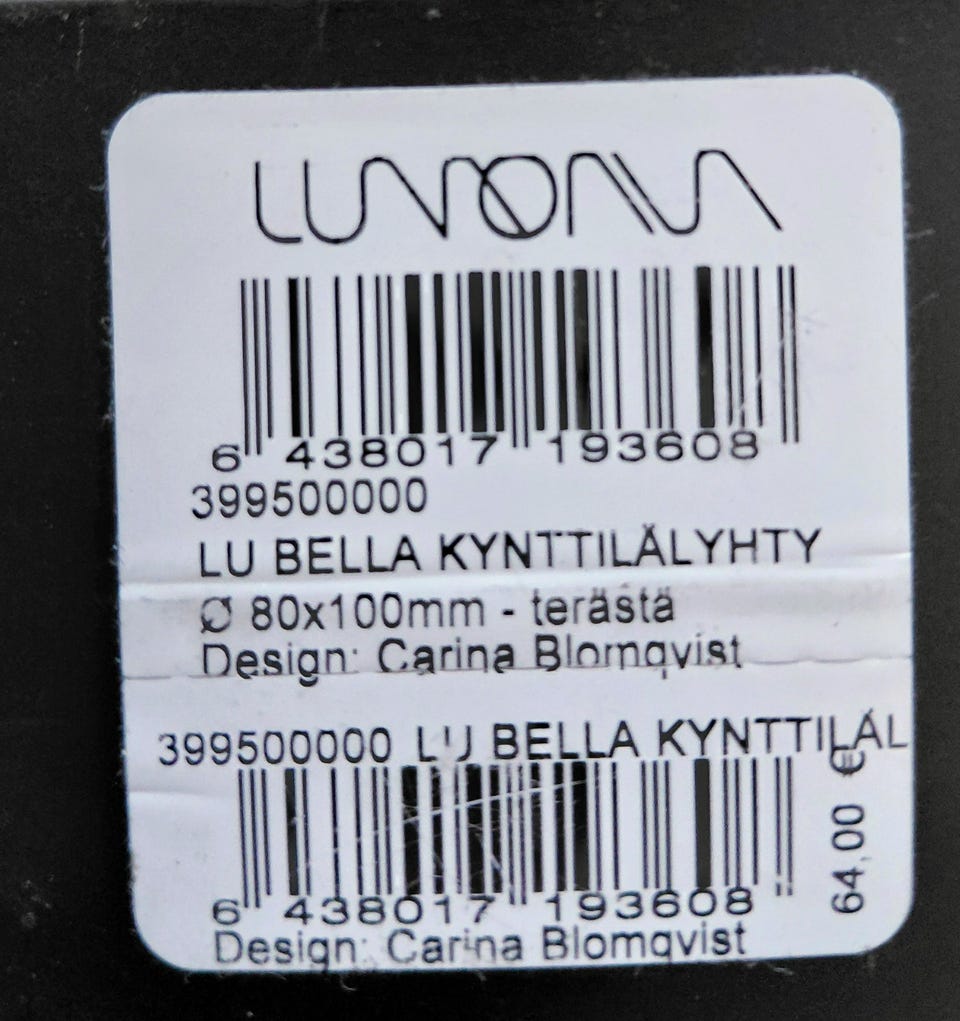 LUMOAVA
6 438017 193608
399500000
LU BELLA KYNTTILÄLYHTY
Ø 80x100mm - terästä
Design: Carina Blomqvist
399500000 LU BELLA KYNTTILÄL
64,00 €
6 438017 193608
Design: Carina Blomqvist